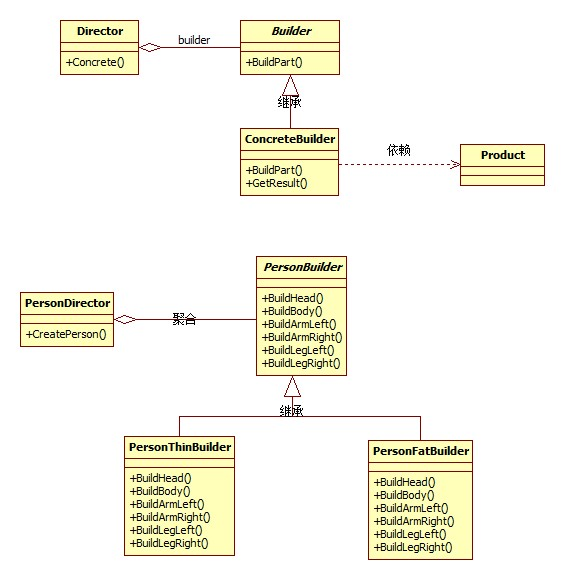 Director
+Concrete()
builder
Builder
+BuildPart()
继承
ConcreteBuilder
+BuildPart()
+GetResult()
依赖
Product
PersonDirector
+CreatePerson()
聚合
PersonBuilder
+BuildHead()
+BuildBody()
+BuildArmLeft()
+BuildArmRight()
+BuildLegLeft()
+BuildLegRight()
继承
PersonThinBuilder
+BuildHead()
+BuildBody()
+BuildArmLeft()
+BuildArmRight()
+BuildLegLeft()
+BuildLegRight()
PersonFatBuilder
+BuildHead()
+BuildBody()
+BuildArmLeft()
+BuildArmRight()
+BuildLegLeft()
+BuildLegRight()